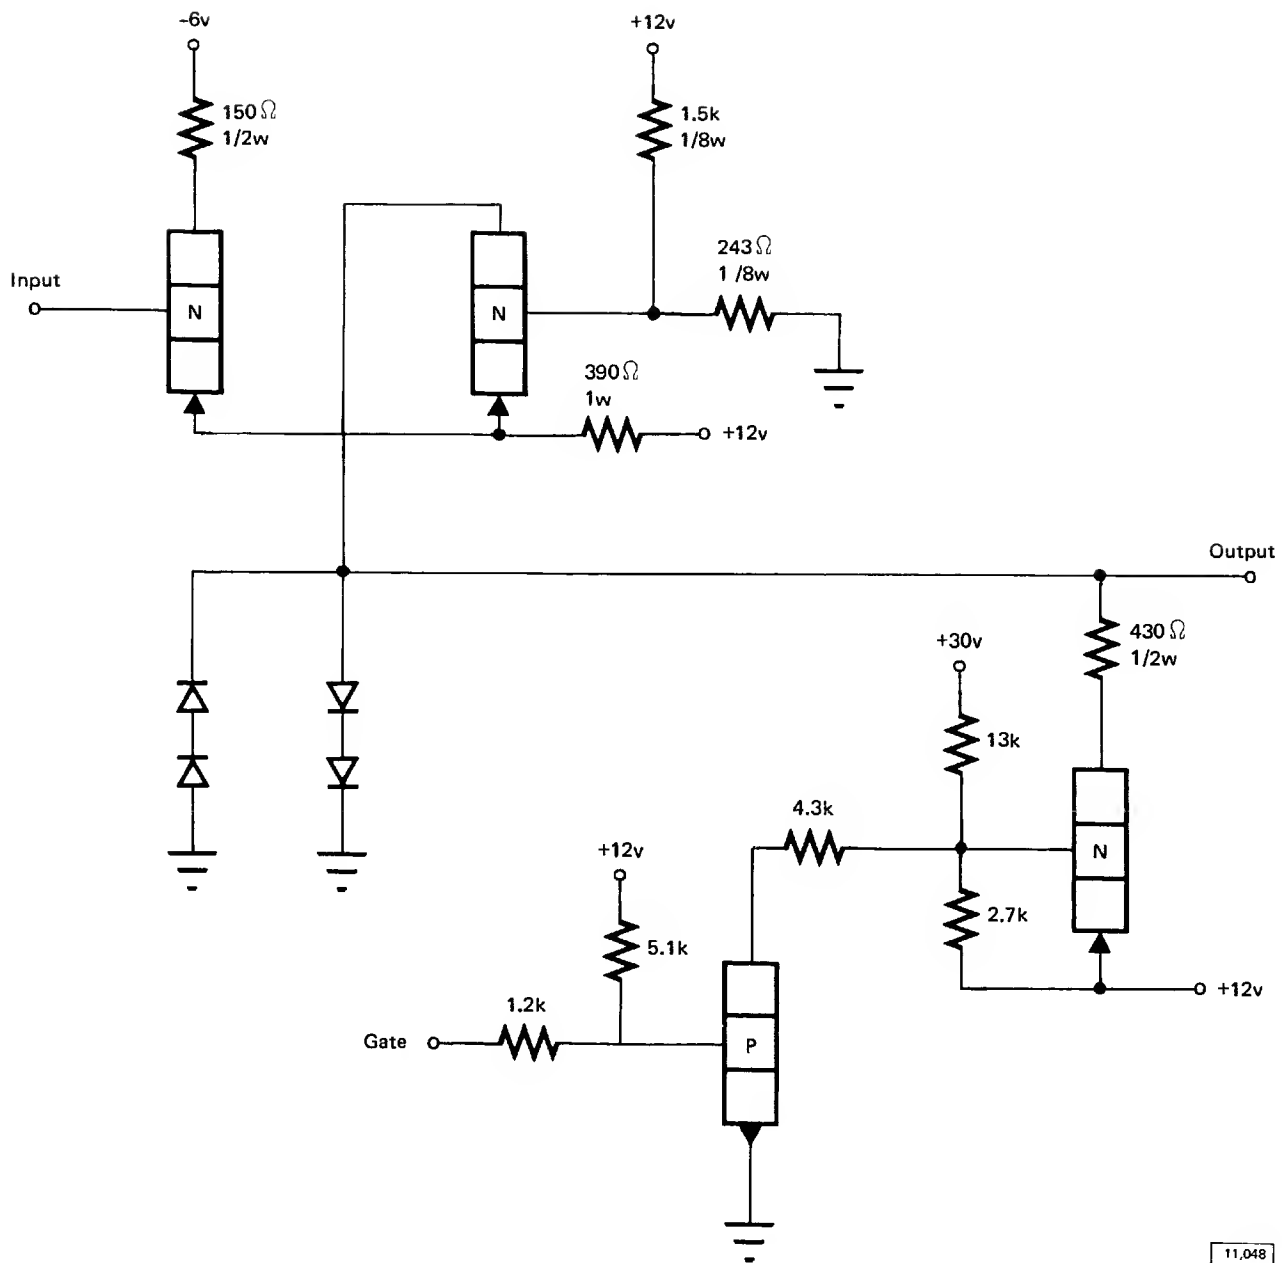 -6v
+12v
150Ω
1/2w
1.5k
1/8w
243Ω
1 /8w
Input
N
N
390Ω
1w
+12v
Output
+30v
430Ω
1/2w
13k
4.3k
+12v
N
2.7k
5.1k
+12v
1.2k
Gate
P
11,048